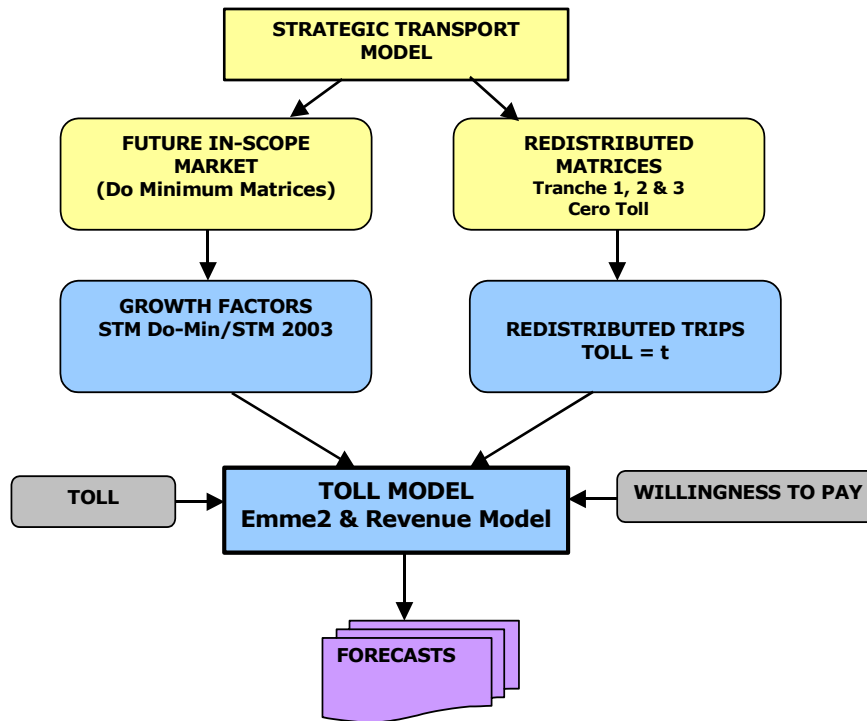 STRATEGIC TRANSPORT
MODEL
FUTURE IN-SCOPE
MARKET
(Do Minimum Matrices)
REDISTRIBUTED
MATRICES
Tranche 1, 2 & 3
Cero Toll
GROWTH FACTORS
STM Do-Min/STM 2003
REDISTRIBUTED TRIPS
TOLL = t
TOLL
TOLL MODEL
Emme2 & Revenue Model
WILLINGNESS TO PAY
FORECASTS